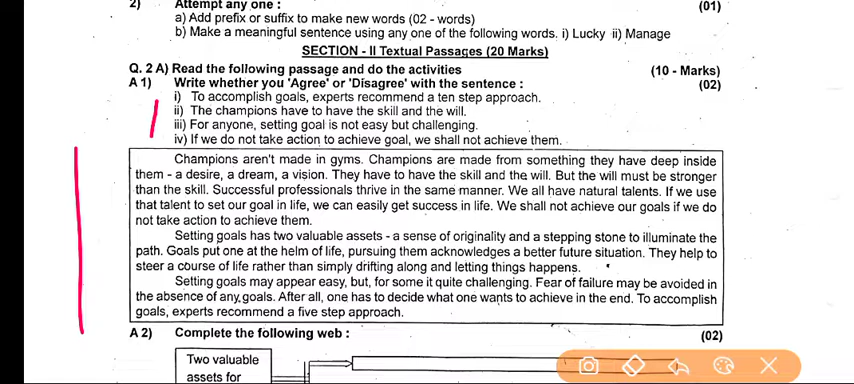 2) Attempt any one : (01)
a) Add prefix or suffix to make new words (02 - words)
b) Make a meaningful sentence using any one of the following words. i) Lucky ii) Manage
SECTION - II Textual Passages (20 Marks)
Q. 2 A) Read the following passage and do the activities (10 - Marks)
A 1) Write whether you 'Agree' or 'Disagree' with the sentence : (02)
i) To accomplish goals, experts recommend a ten step approach.
ii) The champions have to have the skill and the will.
iii) For anyone, setting goal is not easy but challenging.
iv) If we do not take action to achieve goal, we shall not achieve them.
Champions aren't made in gyms. Champions are made from something they have deep inside
them - a desire, a dream, a vision. They have to have the skill and the will. But the will must be stronger
than the skill. Successful professionals thrive in the same manner. We all have natural talents. If we use
that talent to set our goal in life, we can easily get success in life. We shall not achieve our goals if we do
not take action to achieve them.
Setting goals has two valuable assets - a sense of originality and a stepping stone to illuminate the
path. Goals put one at the helm of life, pursuing them acknowledges a better future situation. They help to
steer a course of life rather than simply drifting along and letting things happens.
Setting goals may appear easy, but, for some it quite challenging. Fear of failure may be avoided in
the absence of any goals. After all, one has to decide what one wants to achieve in the end. To accomplish
goals, experts recommend a five step approach.
A 2) Complete the following web : (02)
Two valuable
assets for